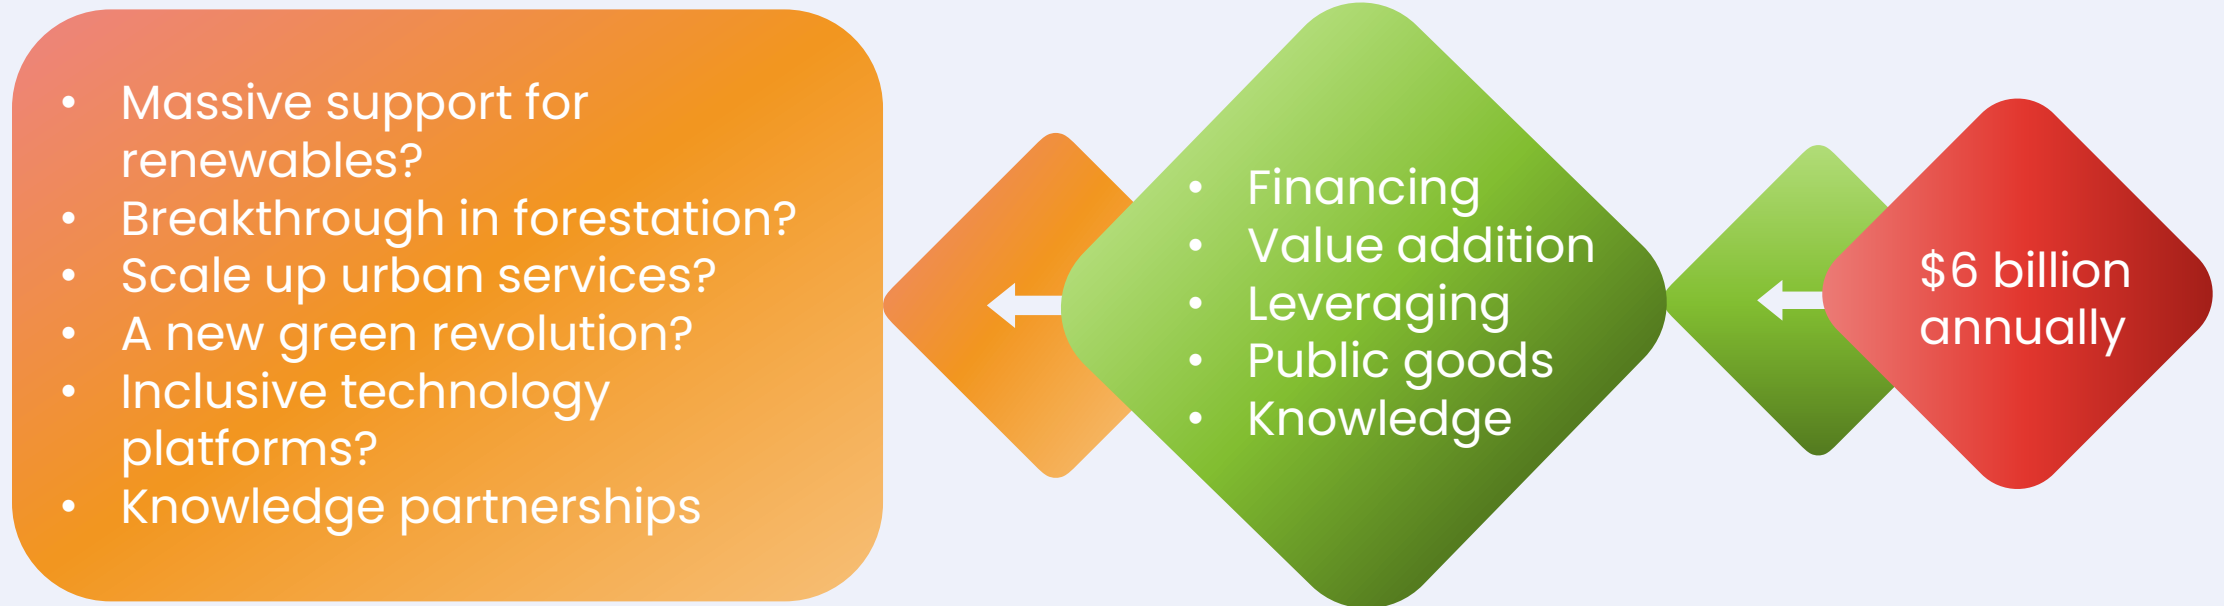 • Massive support for
renewables?
• Breakthrough in forestation?
• Scale up urban services?
• A new green revolution?
• Inclusive technology
platforms?
• Knowledge partnerships
• Financing
• Value addition
• Leveraging
• Public goods
• Knowledge
$6 billion
annually